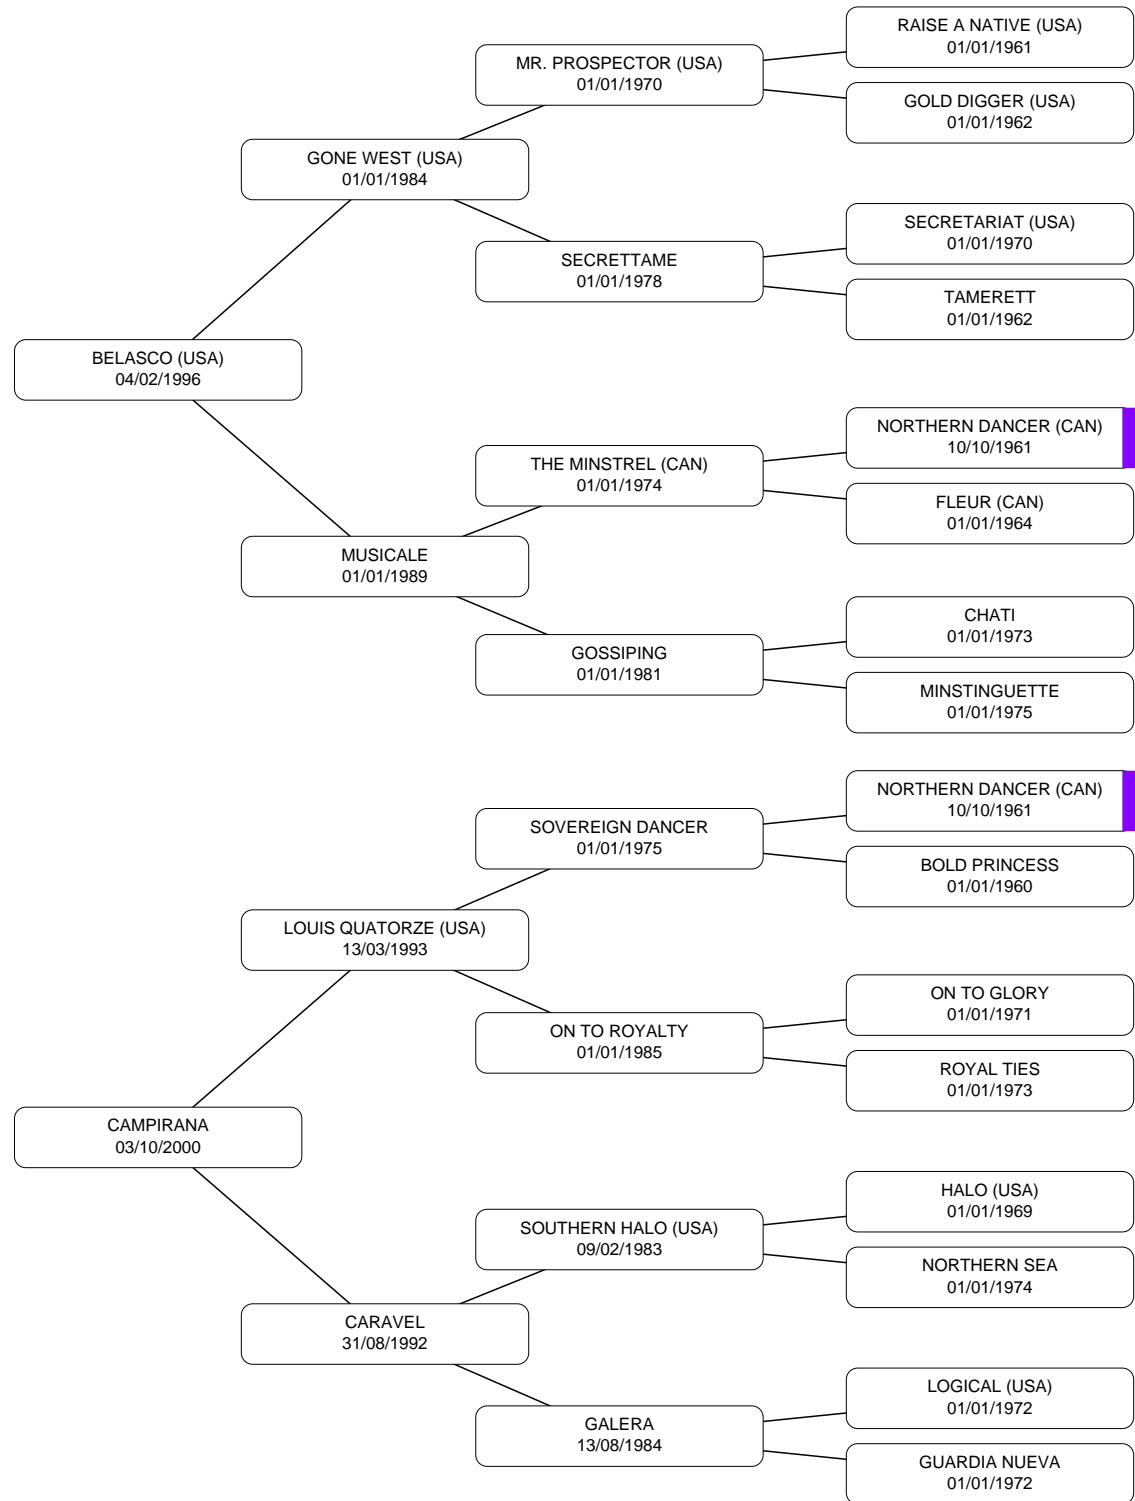 RAISE A NATIVE (USA)
01/01/1961
MR. PROSPECTOR (USA)
01/01/1970
GOLD DIGGER (USA)
01/01/1962
GONE WEST (USA)
01/01/1984
SECRETARIAT (USA)
01/01/1970
SECRETTAME
01/01/1978
TAMERETT
01/01/1962
BELASCO (USA)
04/02/1996
NORTHERN DANCER (CAN)
10/10/1961
THE MINSTREL (CAN)
01/01/1974
FLEUR (CAN)
01/01/1964
MUSICALE
01/01/1989
CHATI
01/01/1973
GOSSIPING
01/01/1981
MINSTINGUETTE
01/01/1975
NORTHERN DANCER (CAN)
10/10/1961
SOVEREIGN DANCER
01/01/1975
BOLD PRINCESS
01/01/1960
LOUIS QUATORZE (USA)
13/03/1993
ON TO GLORY
01/01/1971
ON TO ROYALTY
01/01/1985
ROYAL TIES
01/01/1973
CAMPIRANA
03/10/2000
HALO (USA)
01/01/1969
SOUTHERN HALO (USA)
09/02/1983
NORTHERN SEA
01/01/1974
CARAVEL
31/08/1992
LOGICAL (USA)
01/01/1972
GALERA
13/08/1984
GUARDIA NUEVA
01/01/1972